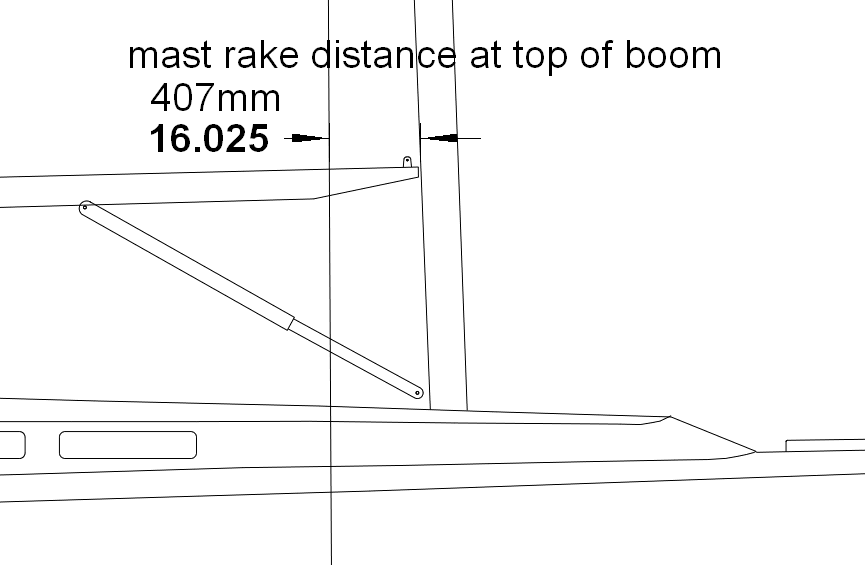 mast rake distance at top of boom
407mm
16.025